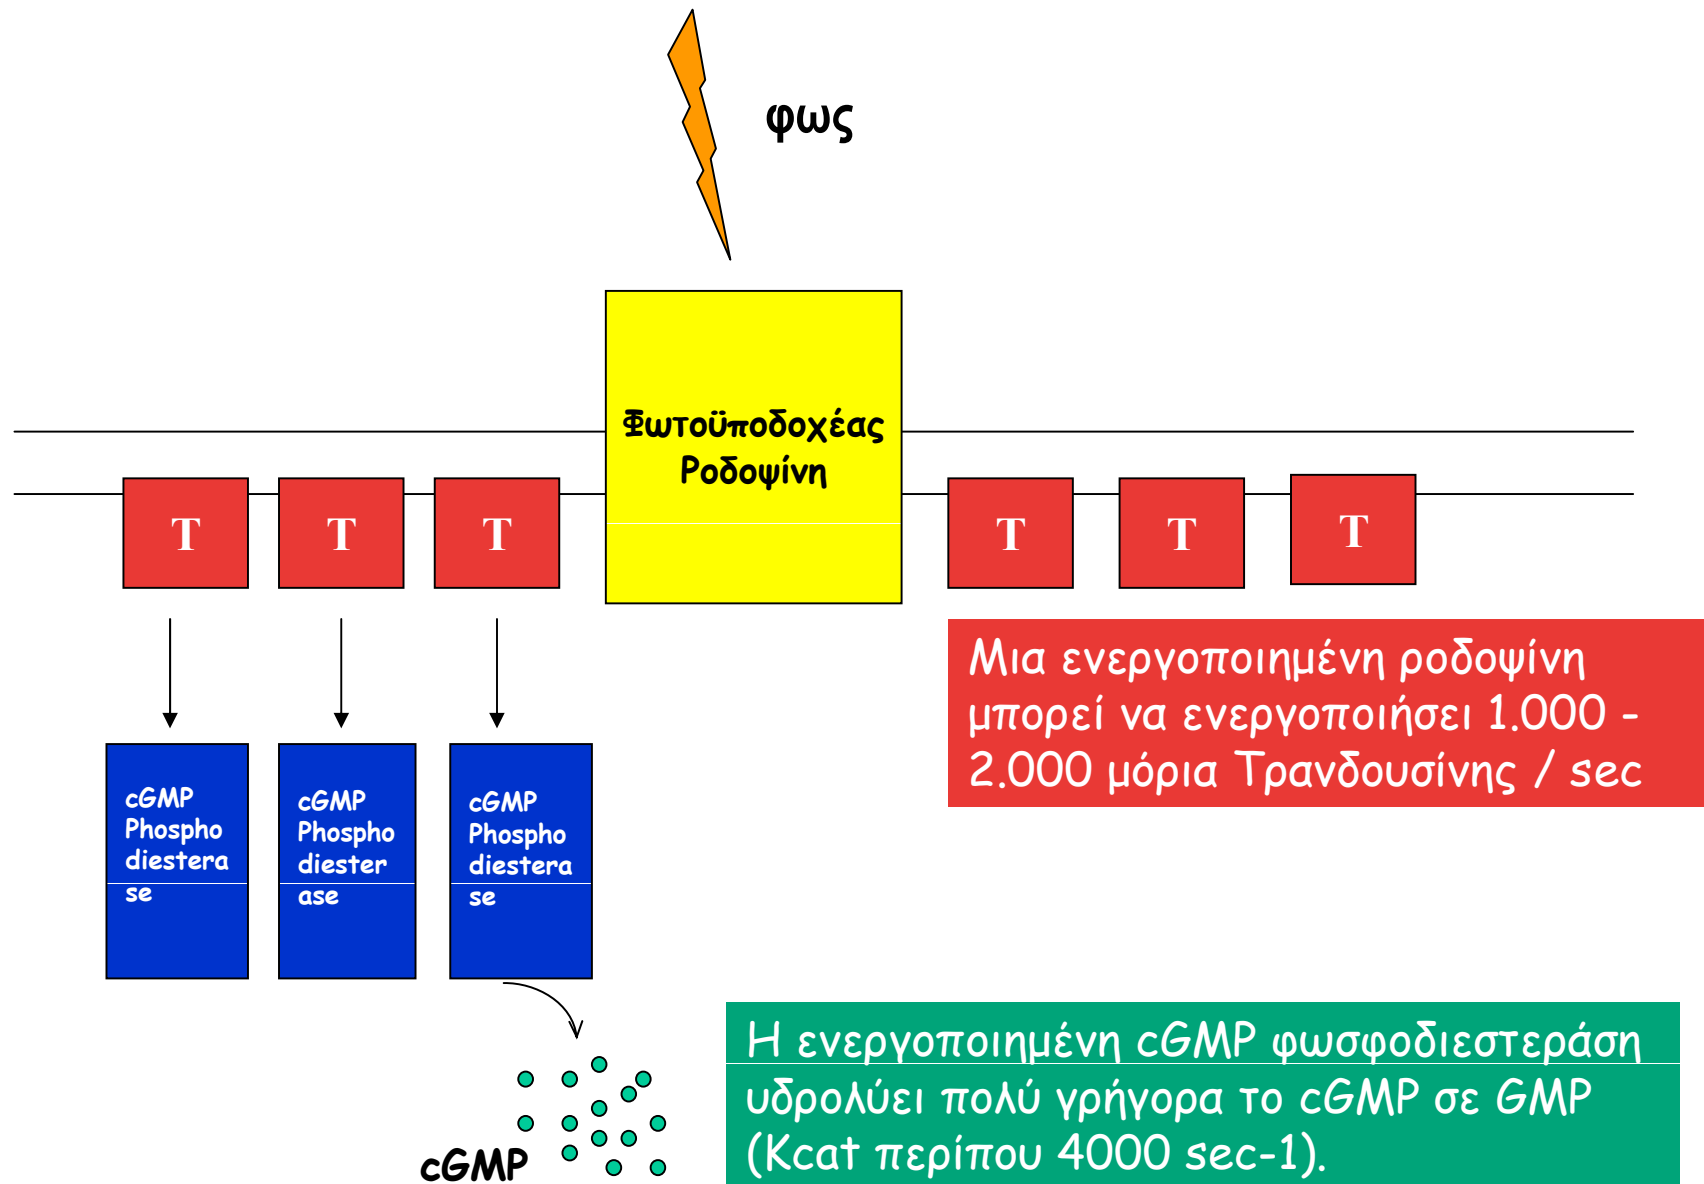 φως
Φωτοϋποδοχέας
Ροδοψίνη
T
T
T
T
T
T
Μια ενεργοποιημένη ροδοψίνη
μπορεί να ενεργοποιήσει 1.000 -
2.000 μόρια Τρανδουσίνης / sec
cGMP
Phospho
diestera
se
cGMP
Phospho
diester
ase
cGMP
Phospho
diestera
se
Η ενεργοποιημένη cGMP φωσφοδιεστεράση
υδρολύει πολύ γρήγορα το cGMP σε GMP
(Kcat περίπου 4000 sec-1).
cGMP